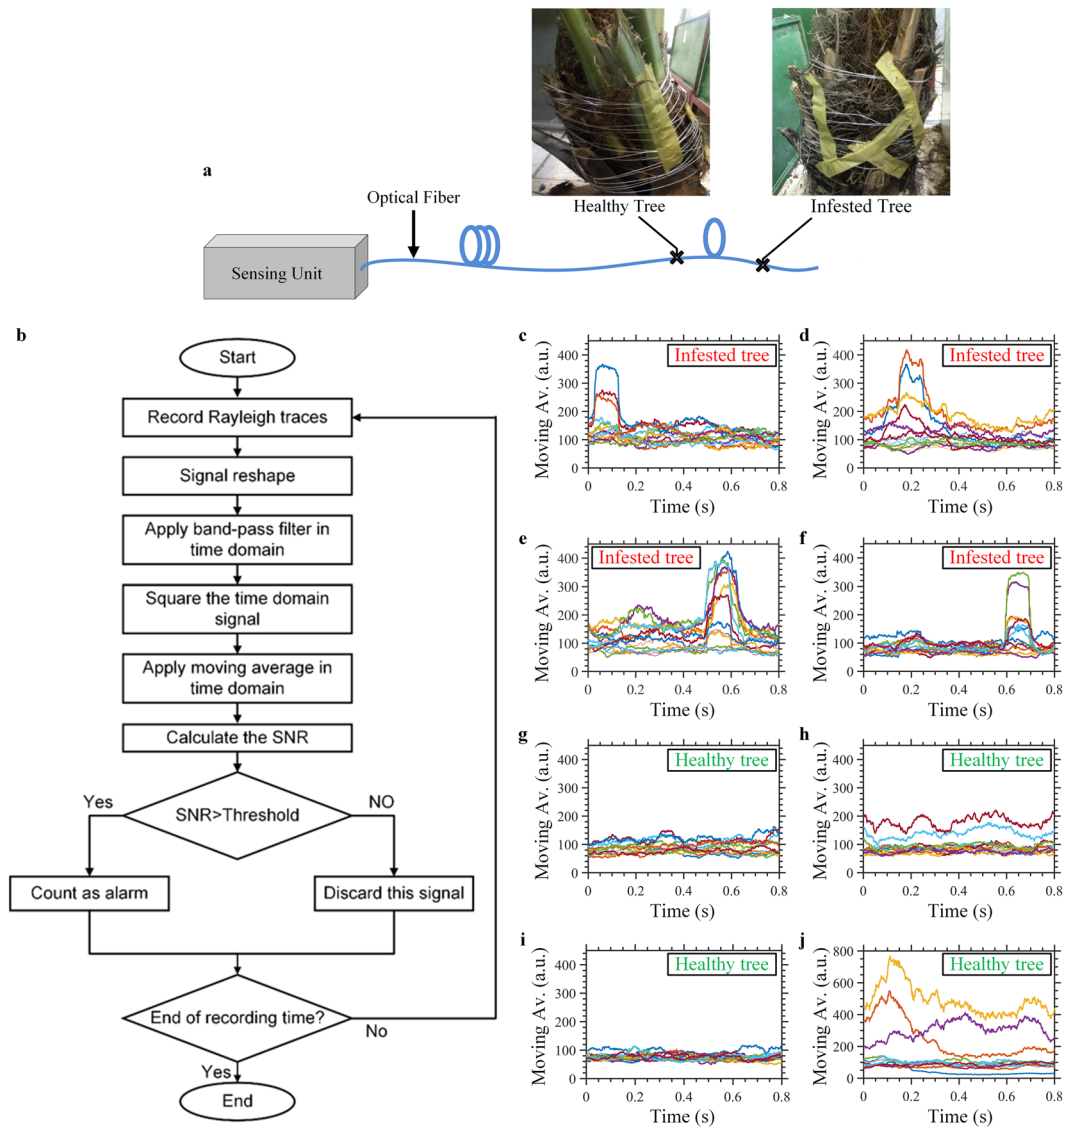 a
Optical Fiber
Healthy Tree
Infested Tree
Sensing Unit
b
Start
Record Rayleigh traces
Signal reshape
Apply band-pass filter in
time domain
Square the time domain
signal
Apply moving average in
time domain
Calculate the SNR
Yes
SNR>Threshold
NO
Count as alarm
Discard this signal
End of recording time?
No
Yes
End
c
Infested tree
Moving Av. (a.u.)
400
300
200
100
0
0 0.2 0.4 0.6 0.8
Time (s)
d
Infested tree
Moving Av. (a.u.)
400
300
200
100
0
0 0.2 0.4 0.6 0.8
Time (s)
e
Infested tree
Moving Av. (a.u.)
400
300
200
100
0
0 0.2 0.4 0.6 0.8
Time (s)
f
Infested tree
Moving Av. (a.u.)
400
300
200
100
0
0 0.2 0.4 0.6 0.8
Time (s)
g
Healthy tree
Moving Av. (a.u.)
400
300
200
100
0
0 0.2 0.4 0.6 0.8
Time (s)
h
Healthy tree
Moving Av. (a.u.)
400
300
200
100
0
0 0.2 0.4 0.6 0.8
Time (s)
i
Healthy tree
Moving Av. (a.u.)
400
300
200
100
0
0 0.2 0.4 0.6 0.8
Time (s)
j
Healthy tree
Moving Av. (a.u.)
800
600
400
200
0
0 0.2 0.4 0.6 0.8
Time (s)